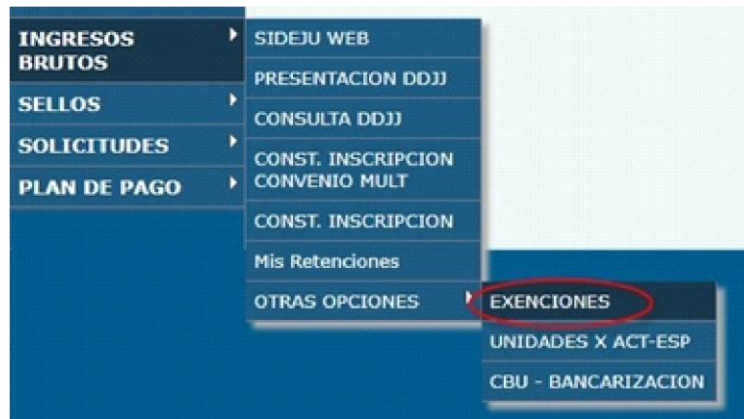 INGRESOS
BRUTOS
SELLOS
SOLICITUDES
PLAN DE PAGO
SIDEJU WEB
PRESENTACION DDJJ
CONSULTA DDJJ
CONST. INSCRIPCION
CONVENIO MULT
CONST. INSCRIPCION
Mis Retenciones
OTRAS OPCIONES
EXENCIONES
UNIDADES X ACT-ESP
CBU - BANCARIZACION